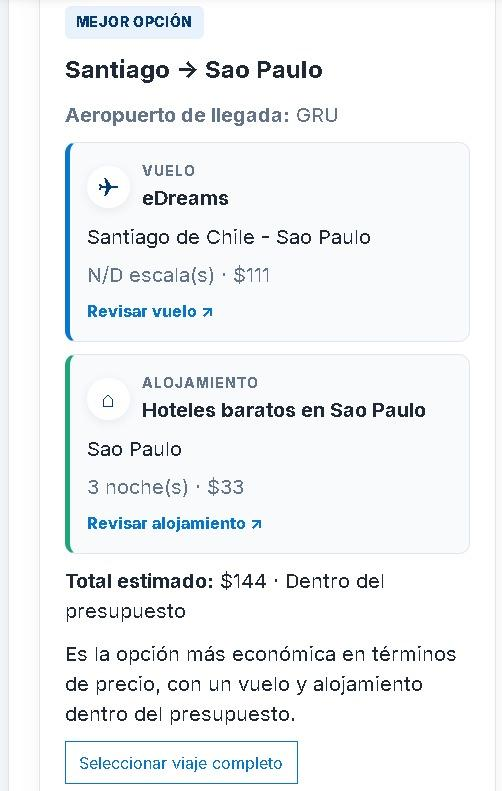 MEJOR OPCIÓN
Santiago → Sao Paulo
Aeropuerto de llegada: GRU
VUELO
eDreams
Santiago de Chile - Sao Paulo
N/D escala(s) · $111
Revisar vuelo ↗
ALOJAMIENTO
Hoteles baratos en Sao Paulo
Sao Paulo
3 noche(s) · $33
Revisar alojamiento ↗
Total estimado: $144 · Dentro del
presupuesto
Es la opción más económica en términos
de precio, con un vuelo y alojamiento
dentro del presupuesto.
Seleccionar viaje completo